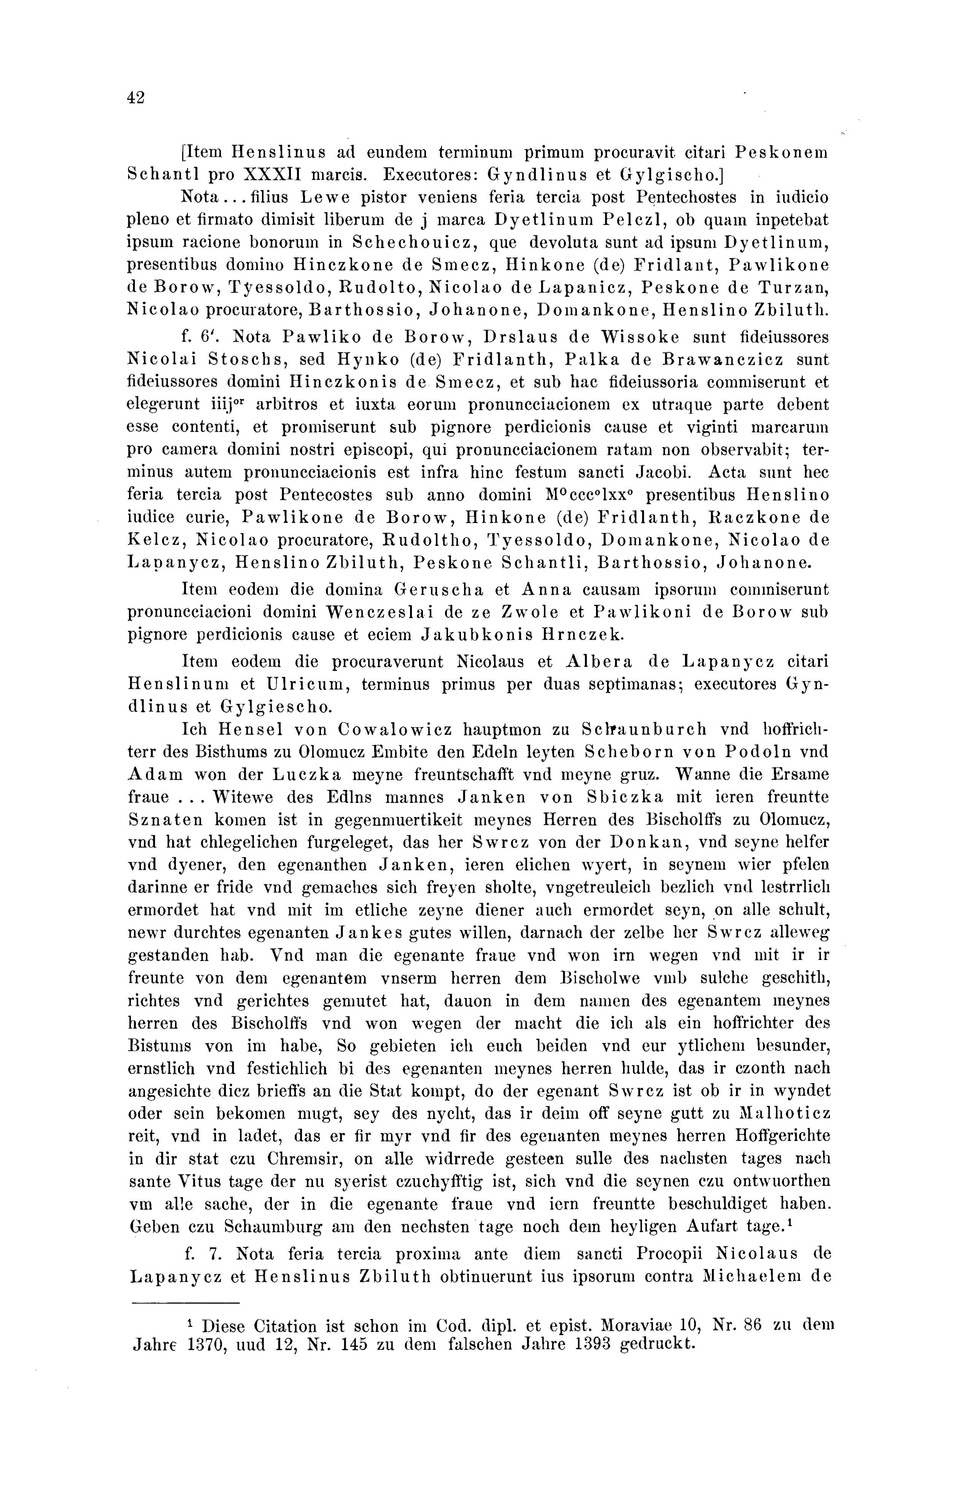 42
[Item Henslinus ad eundem terminum primum procuravit citari Peskonem
Schantl pro XXXII marcis. Executores: Gyndlinus et Gylgischo.]
Nota... filius Lewe pistor veniens feria tercia post Pentechostes in iudicio
pleno et firmato dimisit liberum de j marca Dyetlinum Pelczl, ob quam inpetebat
ipsum racione bonorum in Schechouicz, que devoluta sunt ad ipsum Dyetlinum,
presentibus domino Hinczkone de Smecz, Hinkone (de) Fridlant, Pawlikone
de Borow, Tyessoldo, Rudolto, Nicolao de Lapanicz, Peskone de Turzan,
Nicolao procuratore, Barthossio, Johanone, Domankone, Henslino Zbiluth.
f. 6'. Nota Pawliko de Borow, Drslaus de Wissoke sunt fideiussores
Nicolai Stoschs, sed Hynko (de) Fridlanth, Palka de Brawanczicz sunt
fideiussores domini Hinczkonis de Smecz, et sub hac fideiussoria commiserunt et
elegerunt iiijᵒʳ arbitros et iuxta eorum pronuncciacionem ex utraque parte debent
esse contenti, et promiserunt sub pignore perdicionis cause et viginti marcarum
pro camera domini nostri episcopi, qui pronuncciacionem ratam non observabit; ter-
minus autem pronuncciacionis est infra hinc festum sancti Jacobi. Acta sunt hec
feria tercia post Pentecostes sub anno domini Mᵒcccᵒlxxᵒ presentibus Henslino
iudice curie, Pawlikone de Borow, Hinkone (de) Fridlanth, Raczkone de
Kelcz, Nicolao procuratore, Rudoltho, Tyessoldo, Domankone, Nicolao de
Lapanycz, Henslino Zbiluth, Peskone Schantli, Barthossio, Johanone.
Item eodem die domina Geruscha et Anna causam ipsorum commiserunt
pronuncciacioni domini Wenczeslai de ze Zwole et Pawlikoni de Borow sub
pignore perdicionis cause et eciem Jakubkonis Hrnczek.
Item eodem die procuraverunt Nicolaus et Albera de Lapanycz citari
Henslinum et Ulricum, terminus primus per duas septimanas; executores Gyn-
dlinus et Gylgiescho.
Ich Hensel von Cowalowicz hauptmon zu Schaunburch vnd hoffrich-
terr des Bisthums zu Olomucz Embite den Edeln leyten Scheborn von Podoln vnd
Adam won der Luczka meyne freuntschafft vnd meyne gruz. Wanne die Ersame
fraue ... Witewe des Edlns mannes Janken von Sbiczka mit ieren freuntte
Sznaten komen ist in gegenmuertikeit meynes Herren des Bischolffs zu Olomucz,
vnd hat chlegelichen furgeleget, das her Swrcz von der Donkan, vnd seyne helfer
vnd dyener, den egenanthen Janken, ieren elichen wyert, in seynem wier pfelen
darinne er fride vnd gemaches sich freyen sholte, vngetreuleich bezlich vnd lestrrlich
ermordet hat vnd mit im etliche zeyne diener auch ermordet seyn, on alle schult,
newr durchtes egenanten Jankes gutes willen, darnach der zelbe her Swrcz alleweg
gestanden hab. Vnd man die egenante fraue vnd won irn wegen vnd mit ir ir
freunte von dem egenantem vnserm herren dem Bischolwe vmb sulche geschith,
richtes vnd gerichtes gemutet hat, dauon in dem namen des egenantem meynes
herren des Bischolffs vnd won wegen der macht die ich als ein hoffrichter des
Bistums von im habe, So gebieten ich euch beiden vnd eur ytlichem besunder,
ernstlich vnd festichlich bi des egenanten meynes herren hulde, das ir czonth nach
angesichte dicz brieffs an die Stat kompt, do der egenant Swrcz ist ob ir in wyndet
oder sein bekomen mugt, sey des nycht, das ir deim off seyne gutt zu Malhoticz
reit, vnd in ladet, das er fir myr vnd fir des egenanten meynes herren Hoffgerichte
in dir stat czu Chremsir, on alle widrrede gesteen sulle des nachsten tages nach
sante Vitus tage der nu syerist czuchyfftig ist, sich vnd die seynen czu ontwuorthen
vm alle sache, der in die egenante fraue vnd iern freuntte beschuldiget haben.
Geben czu Schaumburg am den nechsten tage noch dem heyligen Aufart tage.¹
f. 7. Nota feria tercia proxima ante diem sancti Procopii Nicolaus de
Lapanycz et Henslinus Zbiluth obtinuerunt ius ipsorum contra Michaelem de
¹ Diese Citation ist schon im Cod. dipl. et epist. Moraviae 10, Nr. 86 zu dem
Jahre 1370, uud 12, Nr. 145 zu dem falschen Jahre 1393 gedruckt.